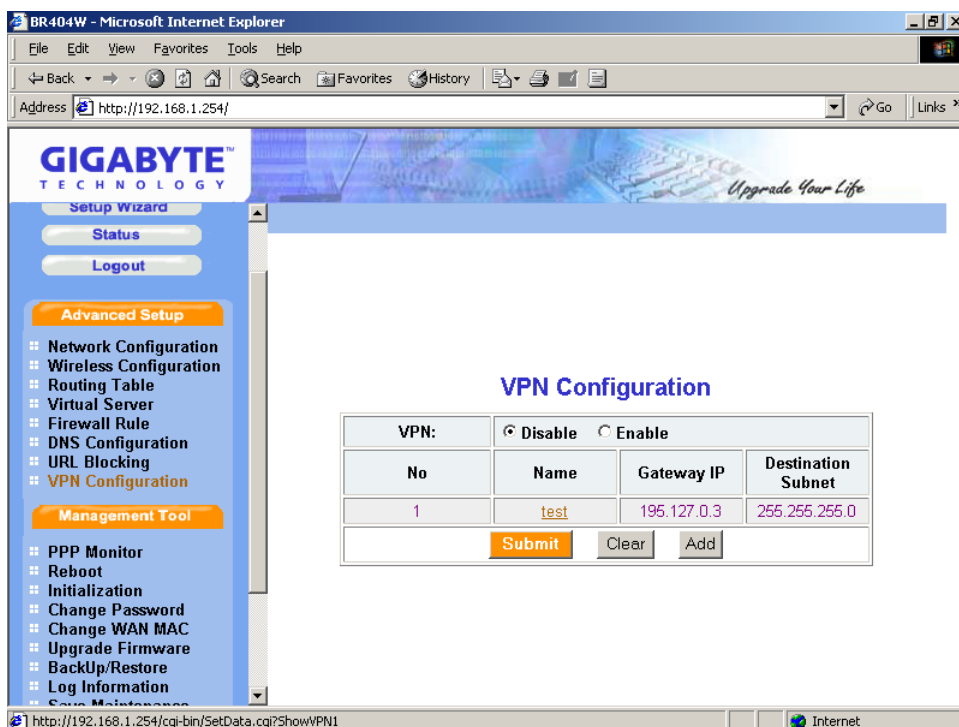 BR404W - Microsoft Internet Explorer
File Edit View Favorites Tools Help
Back Search Favorites History
Address http://192.168.1.254/ Go Links »
GIGABYTE™
TECHNOLOGY
Upgrade Your Life
Setup Wizard
Status
Logout
Advanced Setup
Network Configuration
Wireless Configuration
Routing Table
Virtual Server
Firewall Rule
DNS Configuration
URL Blocking
VPN Configuration
Management Tool
PPP Monitor
Reboot
Initialization
Change Password
Change WAN MAC
Upgrade Firmware
BackUp/Restore
Log Information
Save Maintenance
VPN Configuration
VPN: Disable Enable
No Name Gateway IP Destination Subnet
1 test 195.127.0.3 255.255.255.0
Submit Clear Add
http://192.168.1.254/cgi-bin/SetData.cgi?ShowVPN1 Internet